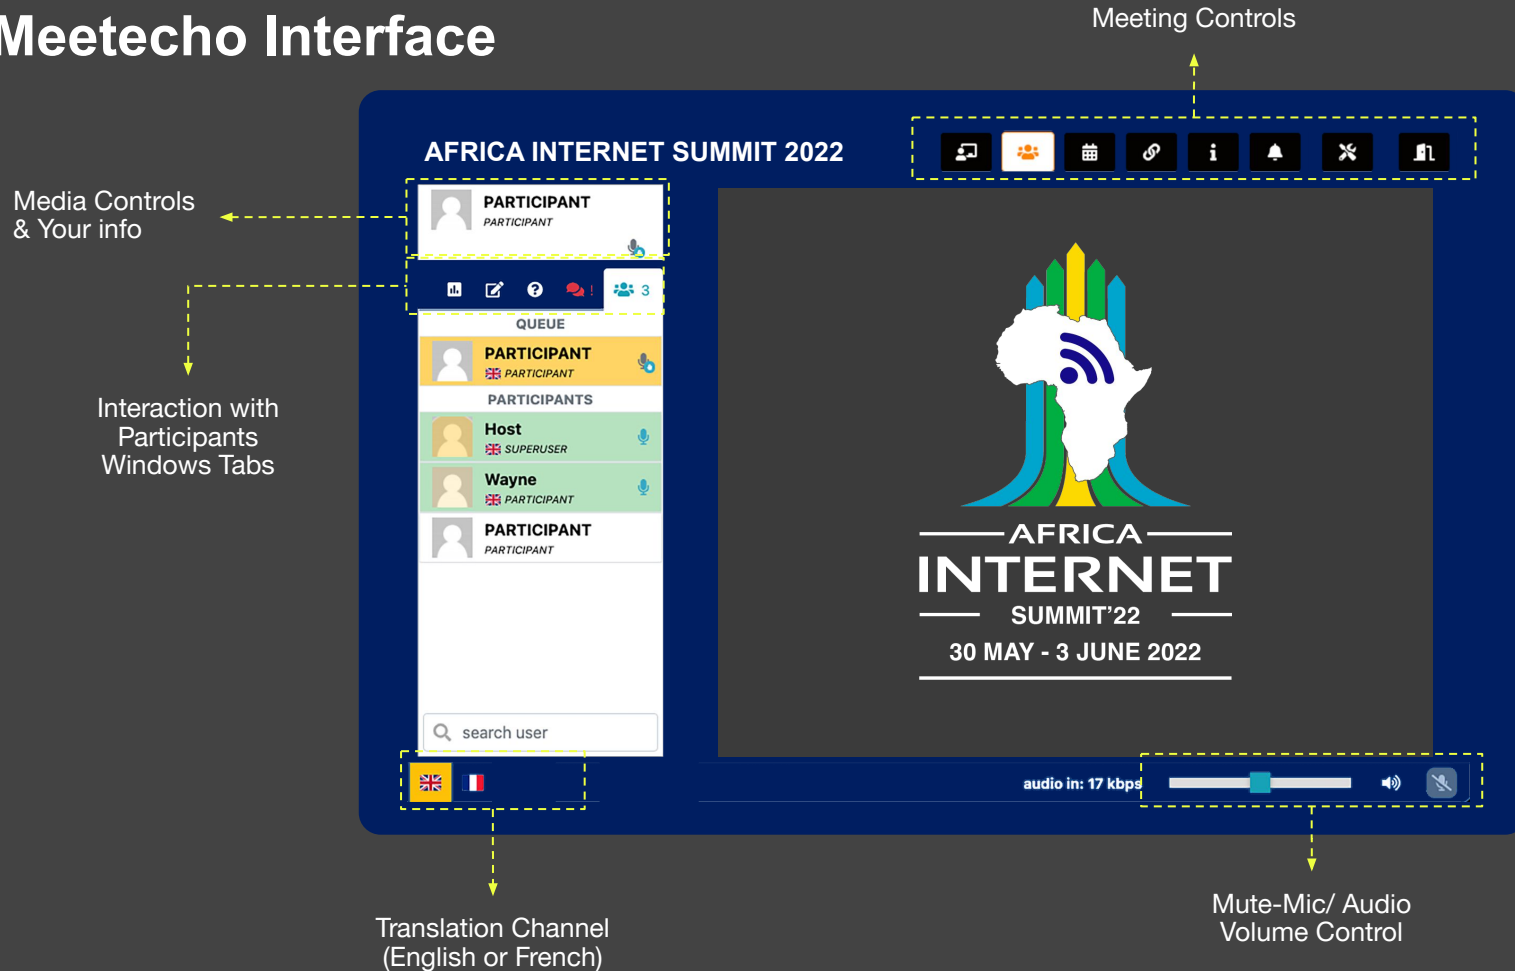 Meetecho Interface
Meeting Controls
AFRICA INTERNET SUMMIT 2022
Media Controls
& Your info
PARTICIPANT
PARTICIPANT
! 3
Interaction with
Participants
Windows Tabs
QUEUE
PARTICIPANT
PARTICIPANT
PARTICIPANTS
Host
SUPERUSER
Wayne
PARTICIPANT
PARTICIPANT
PARTICIPANT
search user
AFRICA
INTERNET
SUMMIT'22
30 MAY - 3 JUNE 2022
audio in: 17 kbps
Translation Channel
(English or French)
Mute-Mic/ Audio
Volume Control